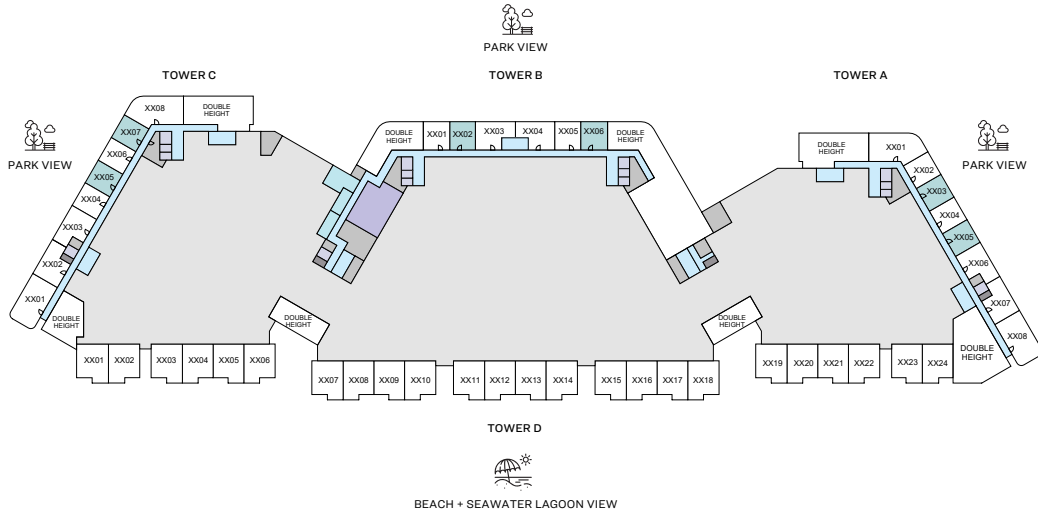 PARK VIEW
TOWER C
TOWER B
TOWER A
PARK VIEW
PARK VIEW
XX08
DOUBLE
HEIGHT
XX07
XX06
XX05
XX04
XX03
XX02
XX01
DOUBLE
HEIGHT
DOUBLE
HEIGHT
XX01
XX02
XX03
XX04
XX05
XX06
DOUBLE
HEIGHT
DOUBLE
HEIGHT
XX01
XX02
XX03
XX04
XX05
XX06
XX07
XX08
DOUBLE
HEIGHT
DOUBLE
HEIGHT
DOUBLE
HEIGHT
XX01
XX02
XX03
XX04
XX05
XX06
XX07
XX08
XX09
XX10
XX11
XX12
XX13
XX14
XX15
XX16
XX17
XX18
XX19
XX20
XX21
XX22
XX23
XX24
TOWER D
BEACH + SEAWATER LAGOON VIEW